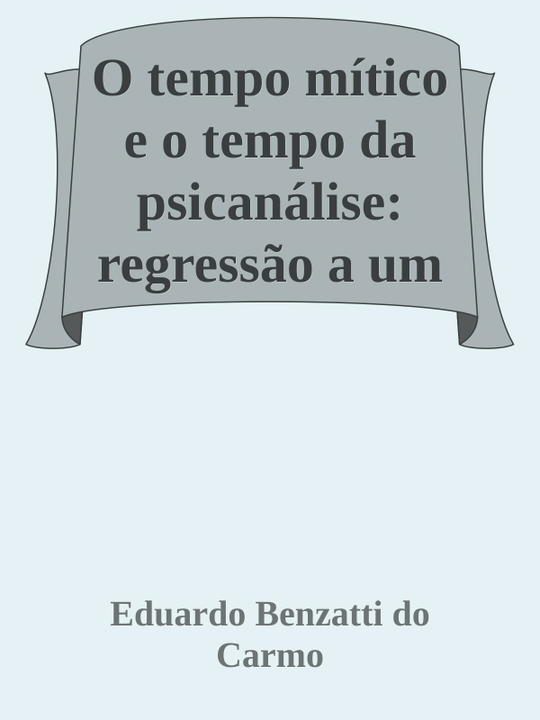 O tempo mítico
e o tempo da
psicanálise:
regressão a um
Eduardo Benzatti do
Carmo